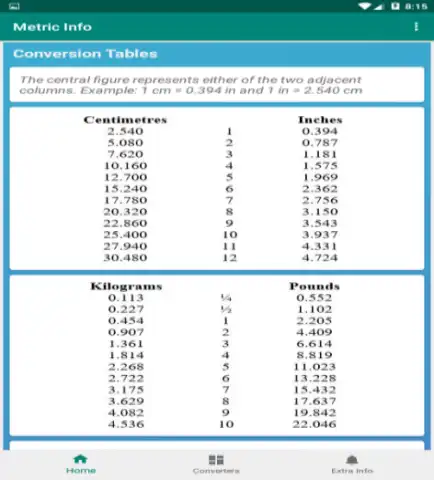 8:15
Metric Info
Conversion Tables
The central figure represents either of the two adjacent
columns. Example: 1 cm = 0.394 in and 1 in = 2.540 cm
Centimetres Inches
2.540 1 0.394
5.080 2 0.787
7.620 3 1.181
10.160 4 1.575
12.700 5 1.969
15.240 6 2.362
17.780 7 2.756
20.320 8 3.150
22.860 9 3.543
25.400 10 3.937
27.940 11 4.331
30.480 12 4.724
Kilograms Pounds
0.113 ¼ 0.552
0.227 ½ 1.102
0.454 1 2.205
0.907 2 4.409
1.361 3 6.614
1.814 4 8.819
2.268 5 11.023
2.722 6 13.228
3.175 7 15.432
3.629 8 17.637
4.082 9 19.842
4.536 10 22.046
Home Converters Extra Info